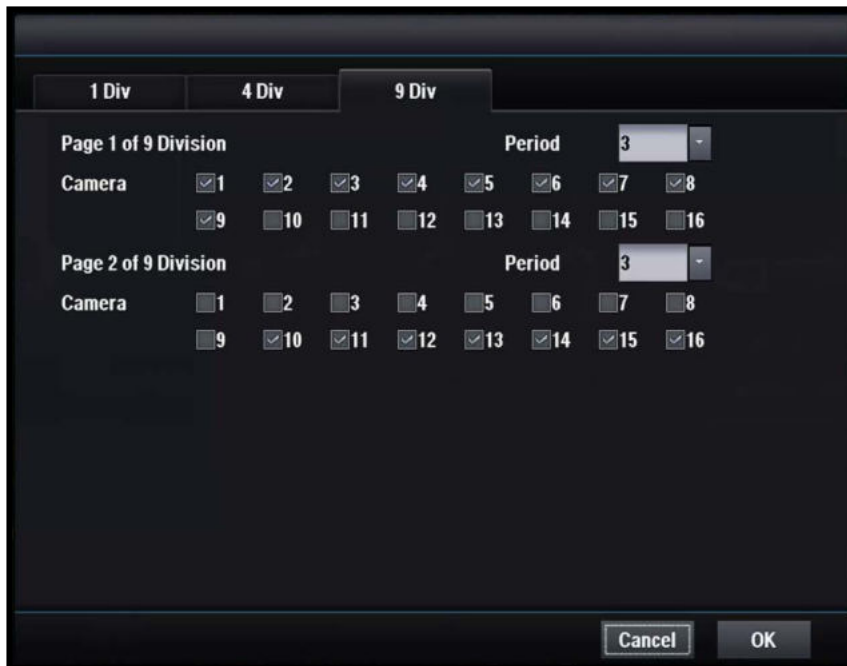 1 Div 4 Div 9 Div
Page 1 of 9 Division Period 3
Camera 1 2 3 4 5 6 7 8
9 10 11 12 13 14 15 16
Page 2 of 9 Division Period 3
Camera 1 2 3 4 5 6 7 8
9 10 11 12 13 14 15 16
Cancel OK